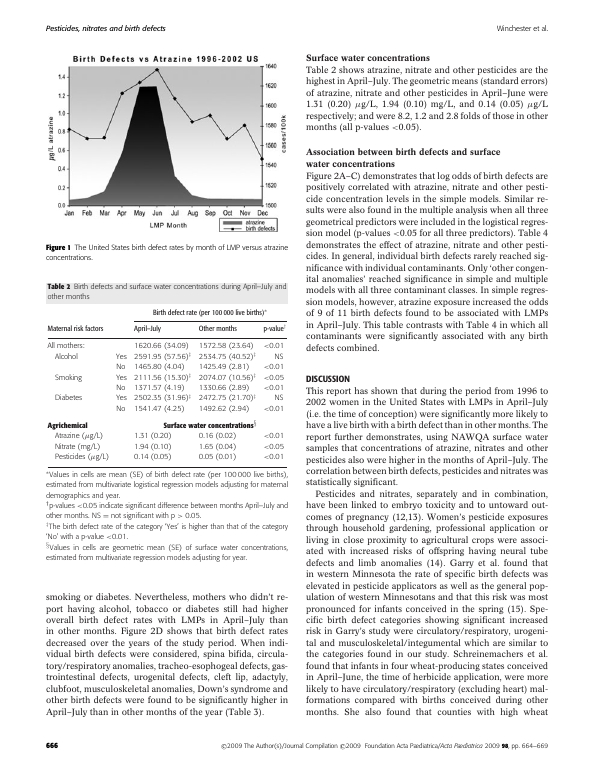 Pesticides, nitrates and birth defects
Winchester et al.
Birth Defects vs Atrazine 1996-2002 US
1.4
1.2
1.0
0.8
0.6
0.4
0.2
0.0
µg/L atrazine
1640
1620
1600
1580
1560
1540
1520
1500
cases/100k
Jan Feb Mar Apr May Jun Jul Aug Sep Oct Nov Dec
LMP Month
atrazine
birth defects
Figure 1 The United States birth defect rates by month of LMP versus atrazine
concentrations.
Table 2 Birth defects and surface water concentrations during April–July and
other months
Birth defect rate (per 100 000 live births)*
Maternal risk factors April–July Other months p-value†
All mothers: 1620.66 (34.09) 1572.58 (23.64) <0.01
Alcohol Yes 2591.95 (57.56)‡ 2534.75 (40.52)‡ NS
No 1465.80 (4.04) 1425.49 (2.81) <0.01
Smoking Yes 2111.56 (15.30)‡ 2074.07 (10.56)‡ <0.05
No 1371.57 (4.19) 1330.66 (2.89) <0.01
Diabetes Yes 2502.35 (31.96)‡ 2472.75 (21.70)‡ NS
No 1541.47 (4.25) 1492.62 (2.94) <0.01
Agrichemical Surface water concentrations§
Atrazine (µg/L) 1.31 (0.20) 0.16 (0.02) <0.01
Nitrate (mg/L) 1.94 (0.10) 1.65 (0.04) <0.05
Pesticides (µg/L) 0.14 (0.05) 0.05 (0.01) <0.01
*Values in cells are mean (SE) of birth defect rate (per 100 000 live births),
estimated from multivariate logistical regression models adjusting for maternal
demographics and year.
†p-values <0.05 indicate significant difference between months April–July and
other months. NS = not significant with p > 0.05.
‡The birth defect rate of the category 'Yes' is higher than that of the category
'No' with a p-value <0.01.
§Values in cells are geometric mean (SE) of surface water concentrations,
estimated from multivariate regression models adjusting for year.
smoking or diabetes. Nevertheless, mothers who didn't re-
port having alcohol, tobacco or diabetes still had higher
overall birth defect rates with LMPs in April–July than
in other months. Figure 2D shows that birth defect rates
decreased over the years of the study period. When indi-
vidual birth defects were considered, spina bifida, circula-
tory/respiratory anomalies, tracheo-esophogeal defects, gas-
trointestinal defects, urogenital defects, cleft lip, adactyly,
clubfoot, musculoskeletal anomalies, Down's syndrome and
other birth defects were found to be significantly higher in
April–July than in other months of the year (Table 3).
Surface water concentrations
Table 2 shows atrazine, nitrate and other pesticides are the
highest in April–July. The geometric means (standard errors)
of atrazine, nitrate and other pesticides in April–June were
1.31 (0.20) µg/L, 1.94 (0.10) mg/L, and 0.14 (0.05) µg/L
respectively; and were 8.2, 1.2 and 2.8 folds of those in other
months (all p-values <0.05).
Association between birth defects and surface
water concentrations
Figure 2A–C) demonstrates that log odds of birth defects are
positively correlated with atrazine, nitrate and other pesti-
cide concentration levels in the simple models. Similar re-
sults were also found in the multiple analysis when all three
geometrical predictors were included in the logistical regres-
sion model (p-values <0.05 for all three predictors). Table 4
demonstrates the effect of atrazine, nitrate and other pesti-
cides. In general, individual birth defects rarely reached sig-
nificance with individual contaminants. Only 'other congen-
ital anomalies' reached significance in simple and multiple
models with all three contaminant classes. In simple regres-
sion models, however, atrazine exposure increased the odds
of 9 of 11 birth defects found to be associated with LMPs
in April–July. This table contrasts with Table 4 in which all
contaminants were significantly associated with any birth
defects combined.
DISCUSSION
This report has shown that during the period from 1996 to
2002 women in the United States with LMPs in April–July
(i.e. the time of conception) were significantly more likely to
have a live birth with a birth defect than in other months. The
report further demonstrates, using NAWQA surface water
samples that concentrations of atrazine, nitrates and other
pesticides also were higher in the months of April–July. The
correlation between birth defects, pesticides and nitrates was
statistically significant.
Pesticides and nitrates, separately and in combination,
have been linked to embryo toxicity and to untoward out-
comes of pregnancy (12,13). Women's pesticide exposures
through household gardening, professional application or
living in close proximity to agricultural crops were associ-
ated with increased risks of offspring having neural tube
defects and limb anomalies (14). Garry et al. found that
in western Minnesota the rate of specific birth defects was
elevated in pesticide applicators as well as the general pop-
ulation of western Minnesotans and that this risk was most
pronounced for infants conceived in the spring (15). Spe-
cific birth defect categories showing significant increased
risk in Garry's study were circulatory/respiratory, urogeni-
tal and musculoskeletal/integumental which are similar to
the categories found in our study. Schreinemachers et al.
found that infants in four wheat-producing states conceived
in April–June, the time of herbicide application, were more
likely to have circulatory/respiratory (excluding heart) mal-
formations compared with births conceived during other
months. She also found that counties with high wheat
666
©2009 The Author(s)/Journal Compilation ©2009 Foundation Acta Pædiatrica/Acta Pædiatrica 2009 98, pp. 664–669